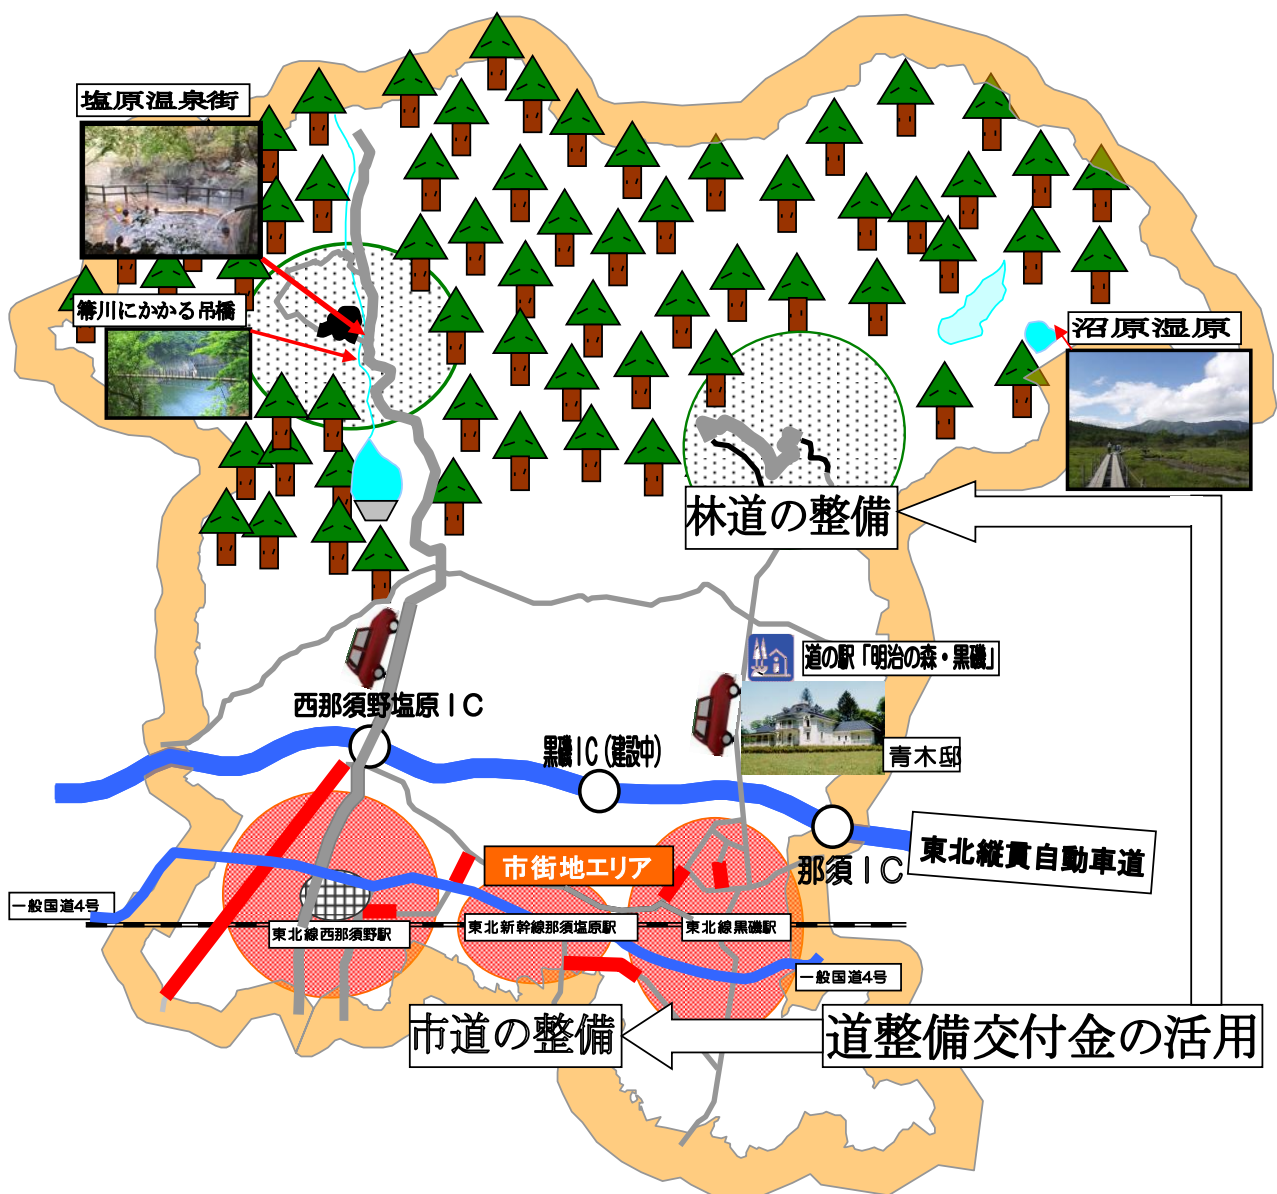 塩原温泉街
箒川にかかる吊橋
沼原湿原
林道の整備
道の駅「明治の森・黒磯」
西那須野塩原IC
黒磯IC(建設中)
青木邸
那須IC
東北縦貫自動車道
市街地エリア
一般国道4号
東北線西那須野駅
東北新幹線那須塩原駅
東北線黒磯駅
一般国道4号
市道の整備
道整備交付金の活用